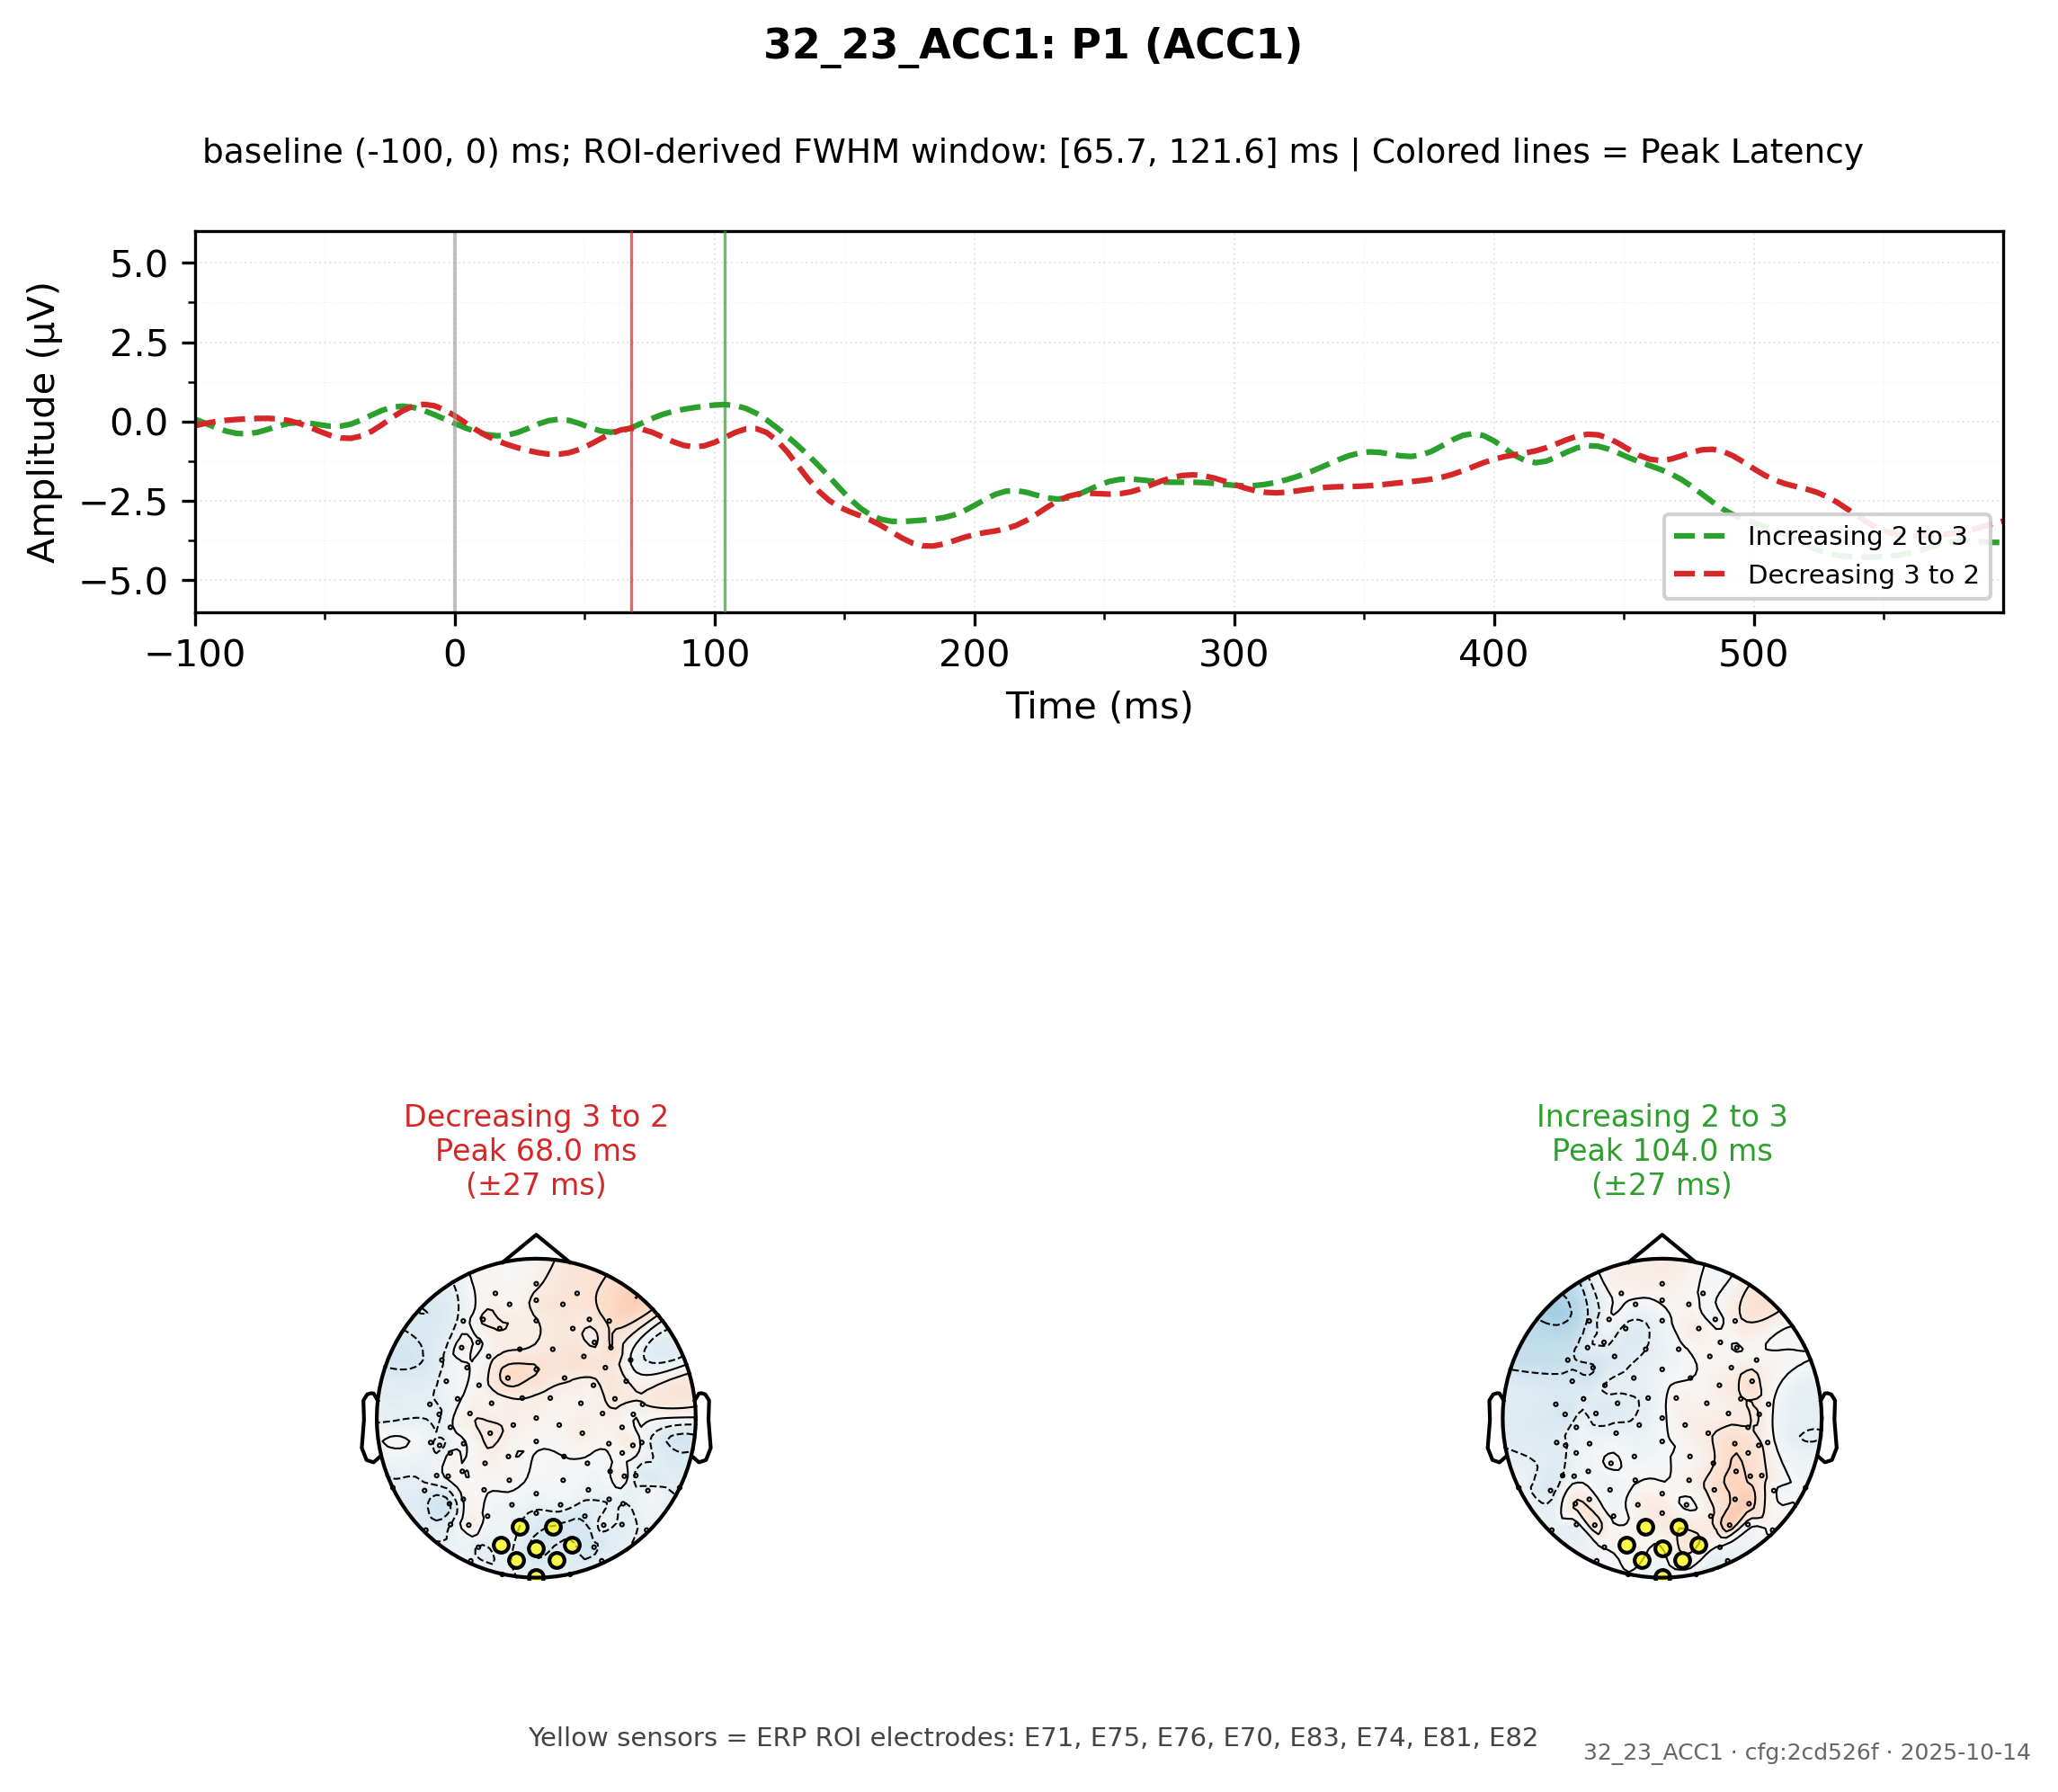 32_23_ACC1: P1 (ACC1)
baseline (-100, 0) ms; ROI-derived FWHM window: [65.7, 121.6] ms | Colored lines = Peak Latency
Amplitude (µV)
5.0
2.5
0.0
−2.5
−5.0
Increasing 2 to 3
Decreasing 3 to 2
−100 0 100 200 300 400 500
Time (ms)
Decreasing 3 to 2
Peak 68.0 ms
(±27 ms)
Increasing 2 to 3
Peak 104.0 ms
(±27 ms)
Yellow sensors = ERP ROI electrodes: E71, E75, E76, E70, E83, E74, E81, E82
32_23_ACC1 · cfg:2cd526f · 2025-10-14